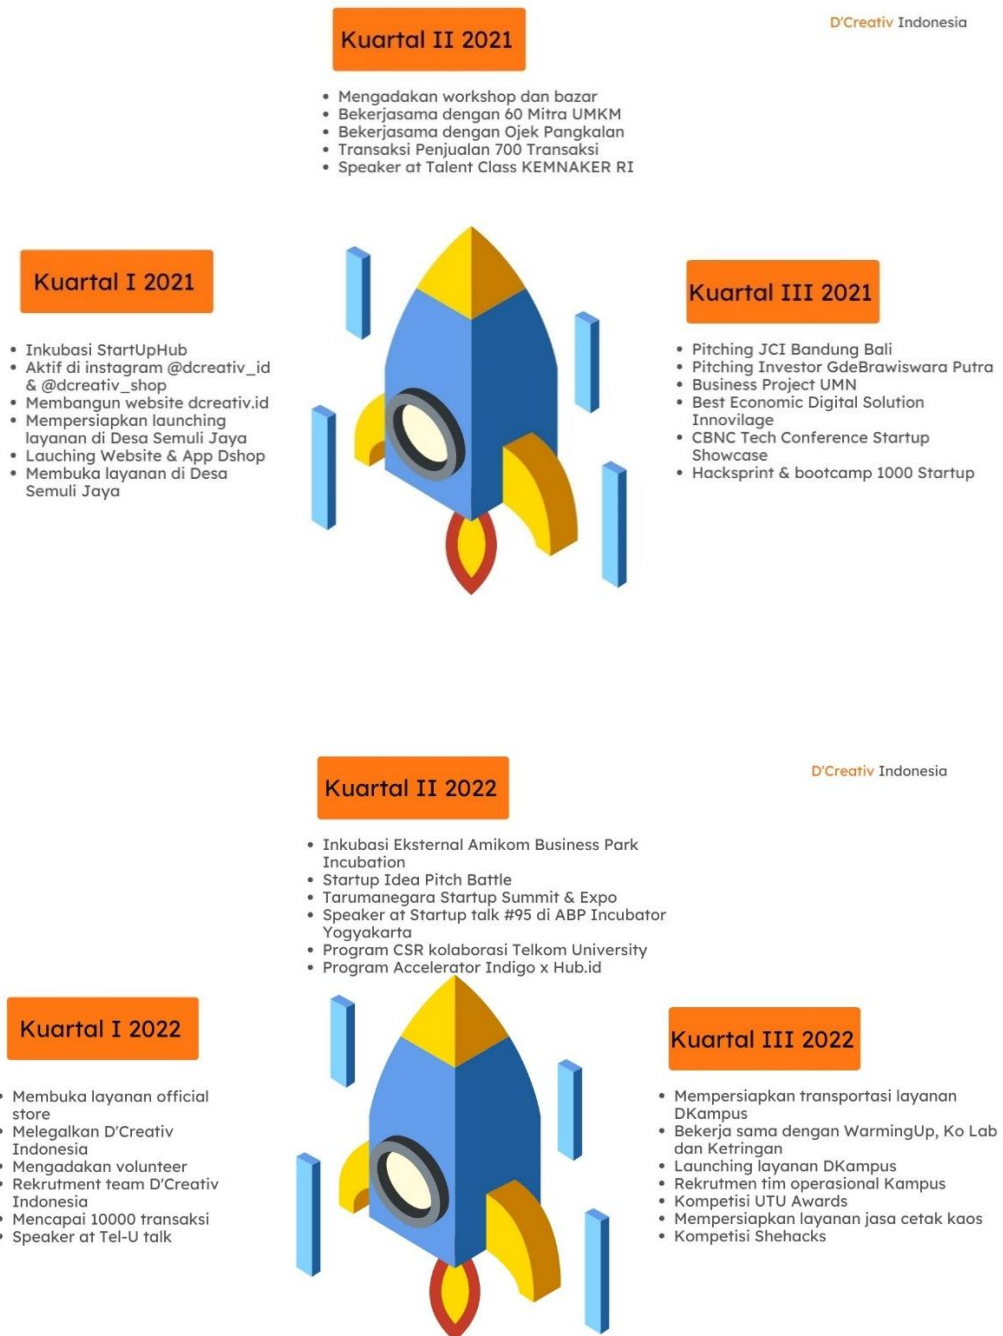 D'Creativ Indonesia
Kuartal II 2021
• Mengadakan workshop dan bazar
• Bekerjasama dengan 60 Mitra UMKM
• Bekerjasama dengan Ojek Pangkalan
• Transaksi Penjualan 700 Transaksi
• Speaker at Talent Class KEMNAKER RI
Kuartal I 2021
• Inkubasi StartUpHub
• Aktif di instagram @dcreativ_id
& @dcreativ_shop
• Membangun website dcreativ.id
• Mempersiapkan launching
layanan di Desa Semuli Jaya
• Lauching Website & App Dshop
• Membuka layanan di Desa
Semuli Jaya
Kuartal III 2021
• Pitching JCI Bandung Bali
• Pitching Investor GdeBrawiswara Putra
• Business Project UMN
• Best Economic Digital Solution
Innovilage
• CBNC Tech Conference Startup
Showcase
• Hacksprint & bootcamp 1000 Startup
D'Creativ Indonesia
Kuartal II 2022
• Inkubasi Eksternal Amikom Business Park
Incubation
• Startup Idea Pitch Battle
• Tarumanegara Startup Summit & Expo
• Speaker at Startup talk #95 di ABP Incubator
Yogyakarta
• Program CSR kolaborasi Telkom University
• Program Accelerator Indigo x Hub.id
Kuartal I 2022
• Membuka layanan official
store
• Melegalkan D'Creativ
Indonesia
• Mengadakan volunteer
• Rekrutment team D'Creativ
Indonesia
• Mencapai 10000 transaksi
• Speaker at Tel-U talk
Kuartal III 2022
• Mempersiapkan transportasi layanan
DKampus
• Bekerja sama dengan WarmingUp, Ko Lab
dan Ketringan
• Launching layanan DKampus
• Rekrutmen tim operasional Kampus
• Kompetisi UTU Awards
• Mempersiapkan layanan jasa cetak kaos
• Kompetisi Shehacks